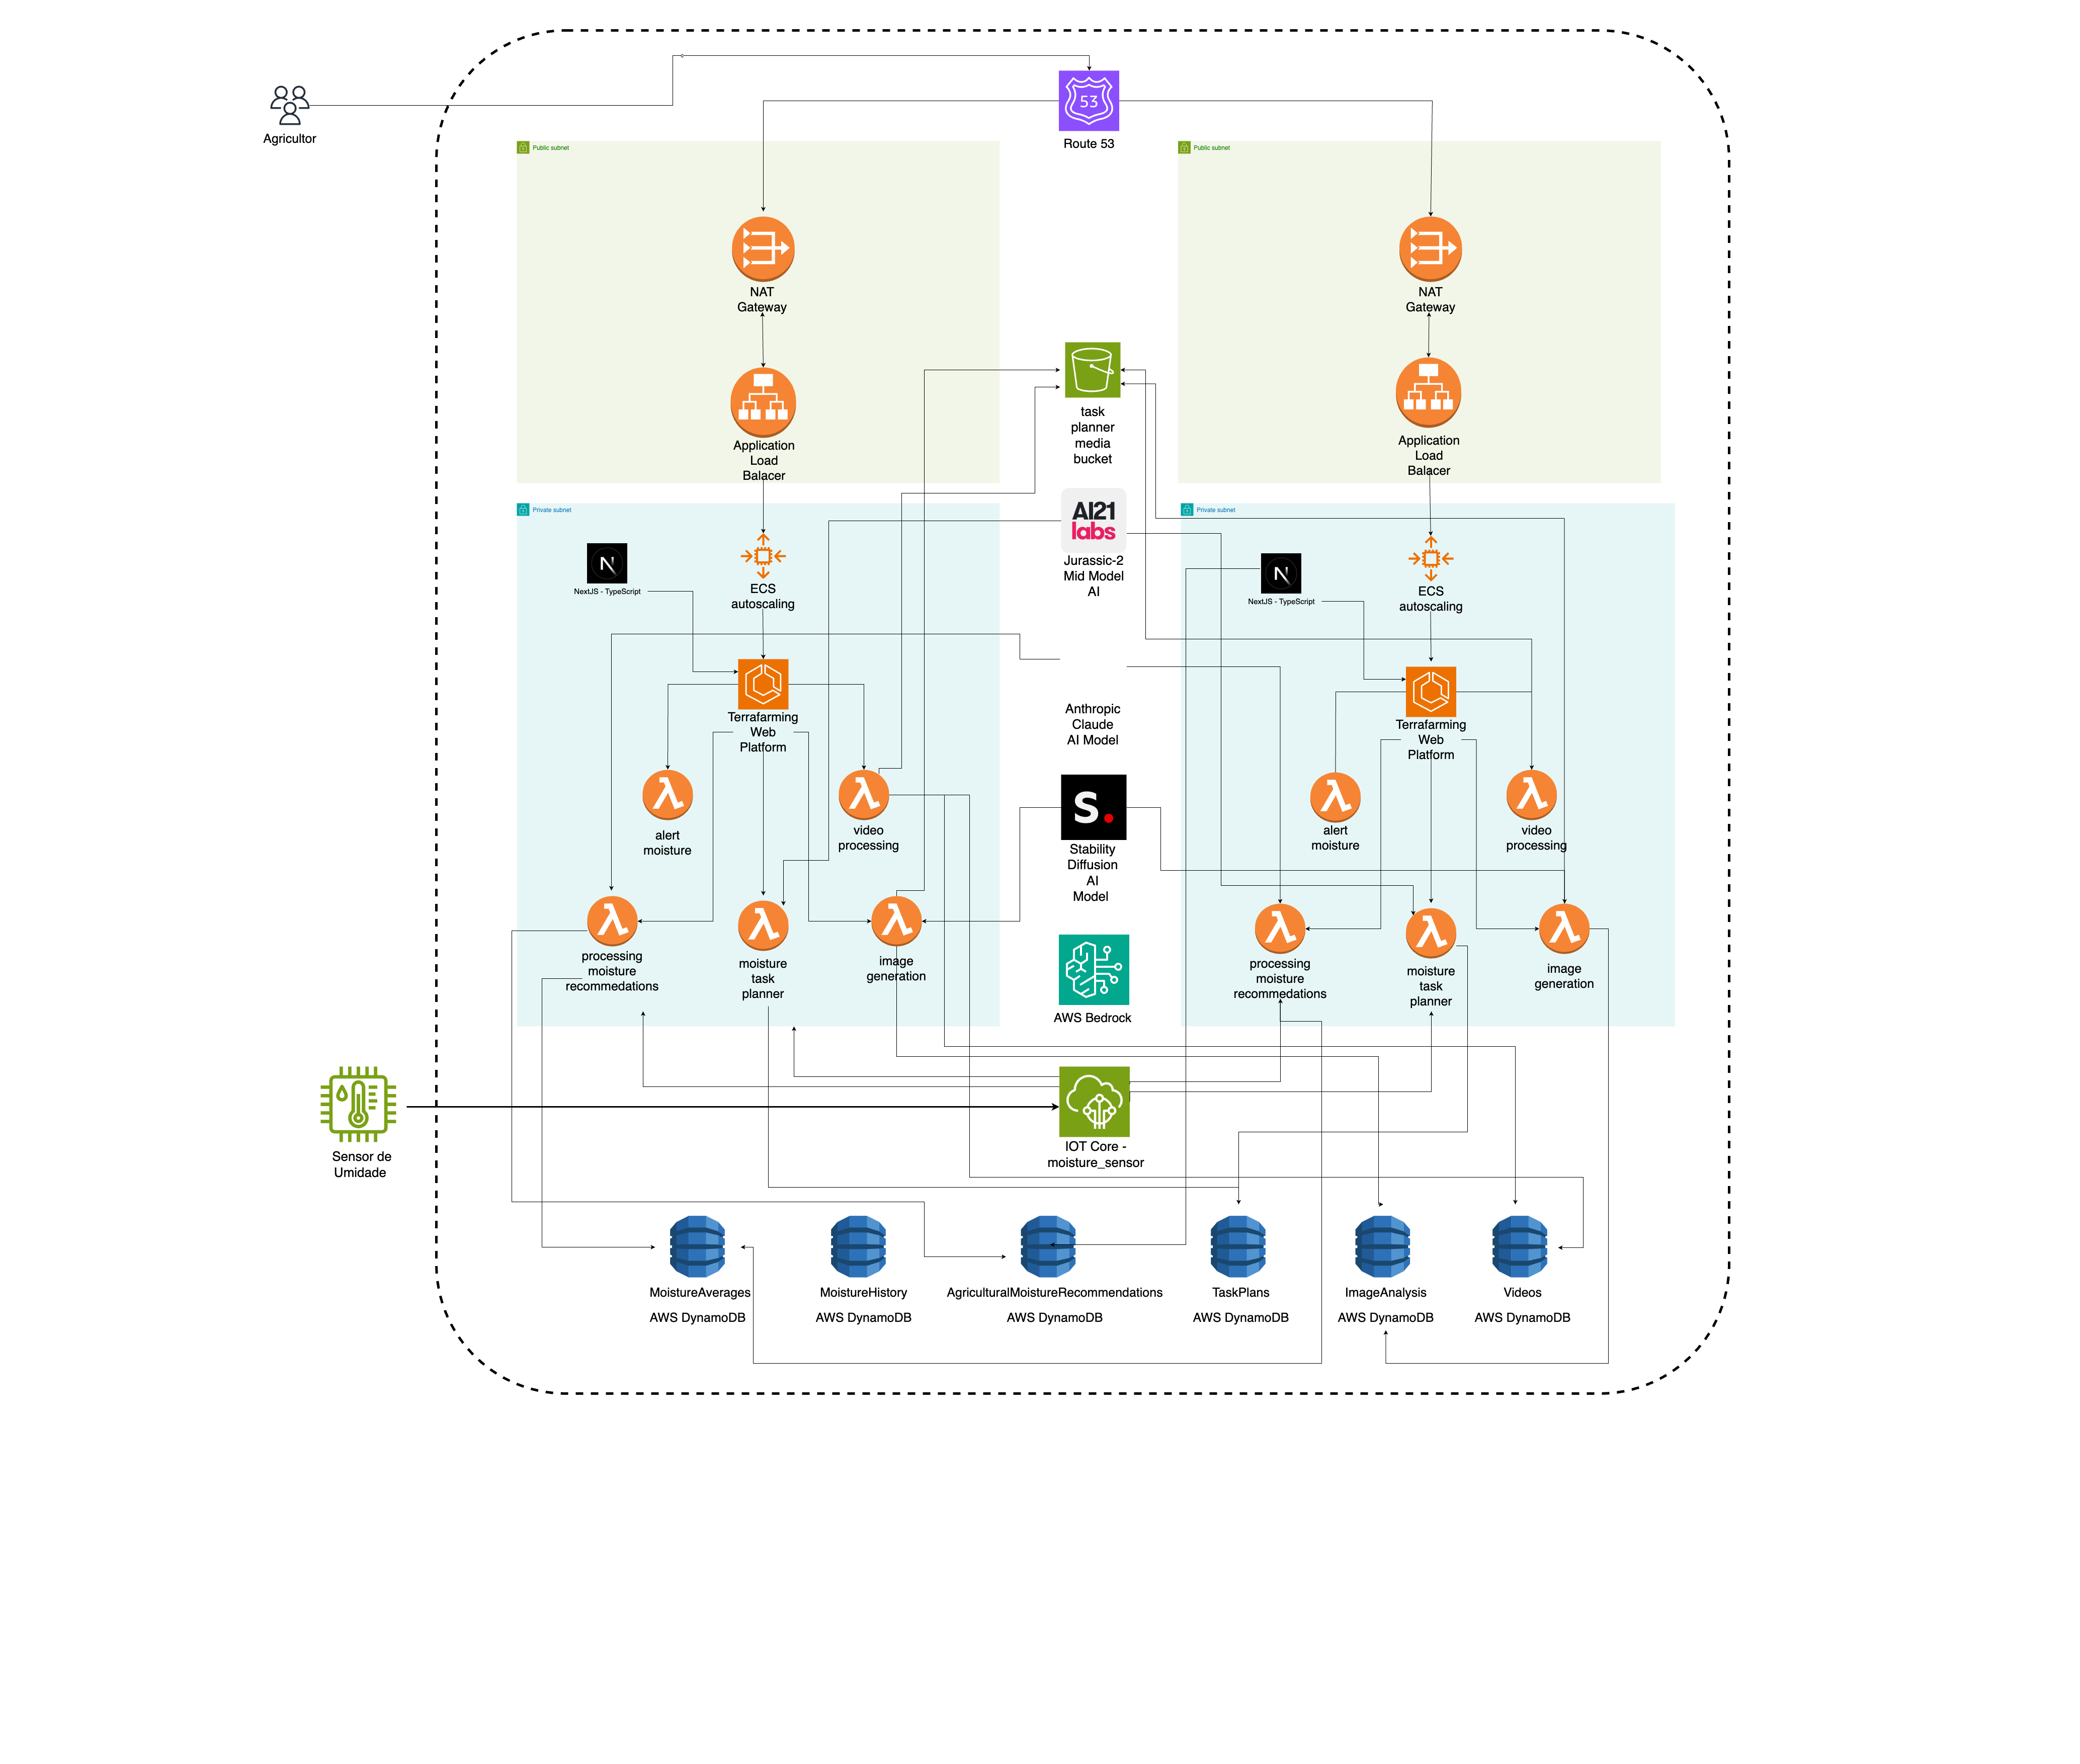 Agricultor
53
Route 53
Public subnet
Public subnet
NAT
Gateway
NAT
Gateway
Application
Load
Balacer
Application
Load
Balacer
task
planner
media
bucket
Private subnet
Private subnet
AI21
labs
Jurassic-2
Mid Model
AI
N
NextJS - TypeScript
ECS
autoscaling
N
NextJS - TypeScript
ECS
autoscaling
Terrafarming
Web
Platform
Anthropic
Claude
AI Model
Terrafarming
Web
Platform
alert
moisture
video
processing
S.
Stability
Diffusion
AI
Model
alert
moisture
video
processing
processing
moisture
recommedations
moisture
task
planner
image
generation
AWS Bedrock
processing
moisture
recommedations
moisture
task
planner
image
generation
Sensor de
Umidade
IOT Core -
moisture_sensor
MoistureAverages
AWS DynamoDB
MoistureHistory
AWS DynamoDB
AgriculturalMoistureRecommendations
AWS DynamoDB
TaskPlans
AWS DynamoDB
ImageAnalysis
AWS DynamoDB
Videos
AWS DynamoDB